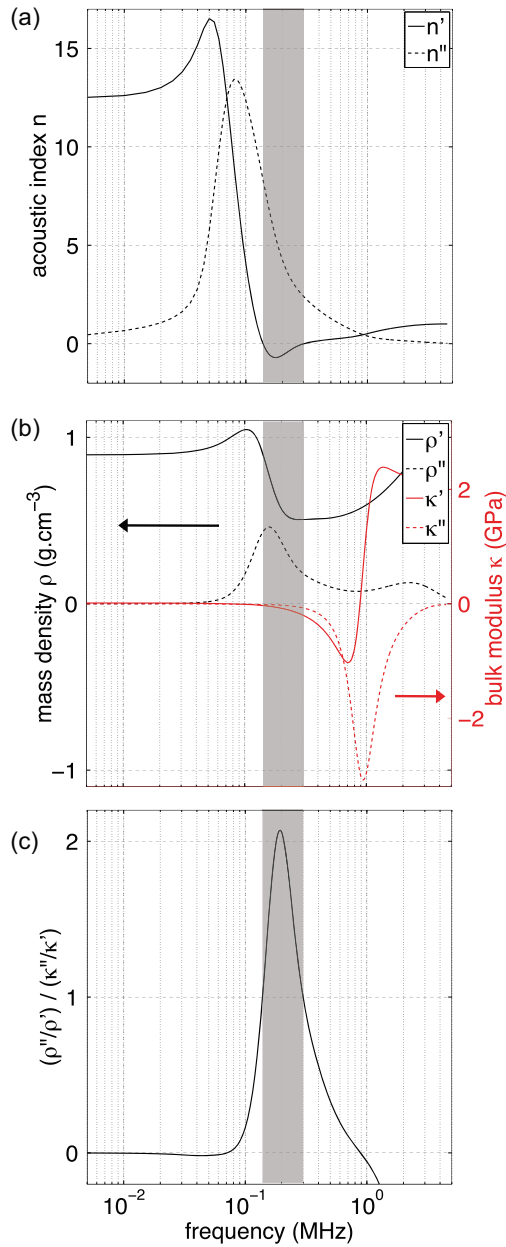 (a)
15
10
5
0
acoustic index n
n'
n"
(b)
1
0
−1
mass density ρ (g.cm⁻³)
ρ'
ρ"
κ'
κ"
2
0
−2
bulk modulus κ (GPa)
(c)
2
1
0
(ρ"/ρ') / (κ"/κ')
10⁻² 10⁻¹ 10⁰
frequency (MHz)